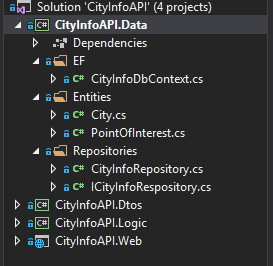 Solution 'CityInfoAPI' (4 projects)
CityInfoAPI.Data
Dependencies
EF
CityInfoDbContext.cs
Entities
City.cs
PointOfInterest.cs
Repositories
CityInfoRepository.cs
ICityInfoRespository.cs
CityInfoAPI.Dtos
CityInfoAPI.Logic
CityInfoAPI.Web